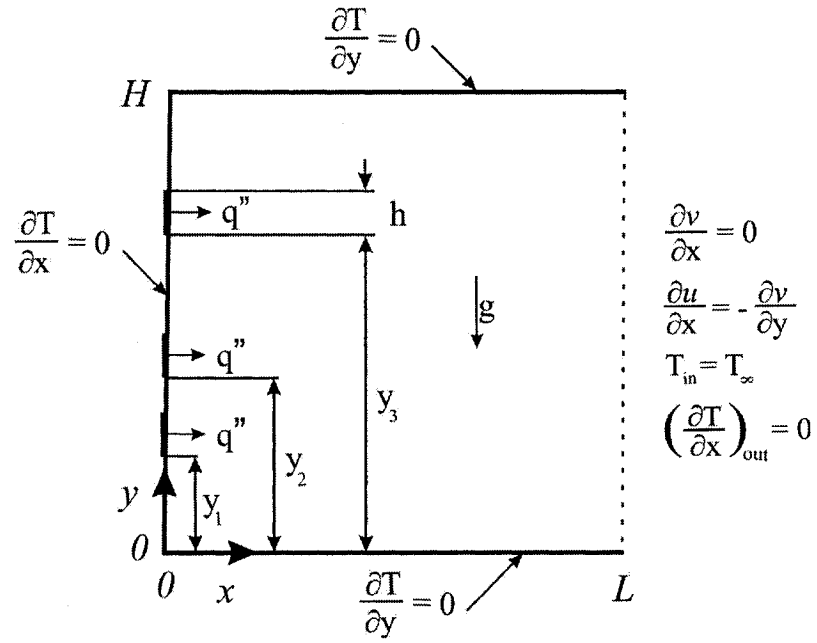 ∂T/∂y = 0
H
h
q"
∂T/∂x = 0
∂v/∂x = 0
g
∂u/∂x = - ∂v/∂y
q"
T_in = T_∞
y_3
(∂T/∂x)_out = 0
q"
y_2
y
y_1
0
0
x
∂T/∂y = 0
L